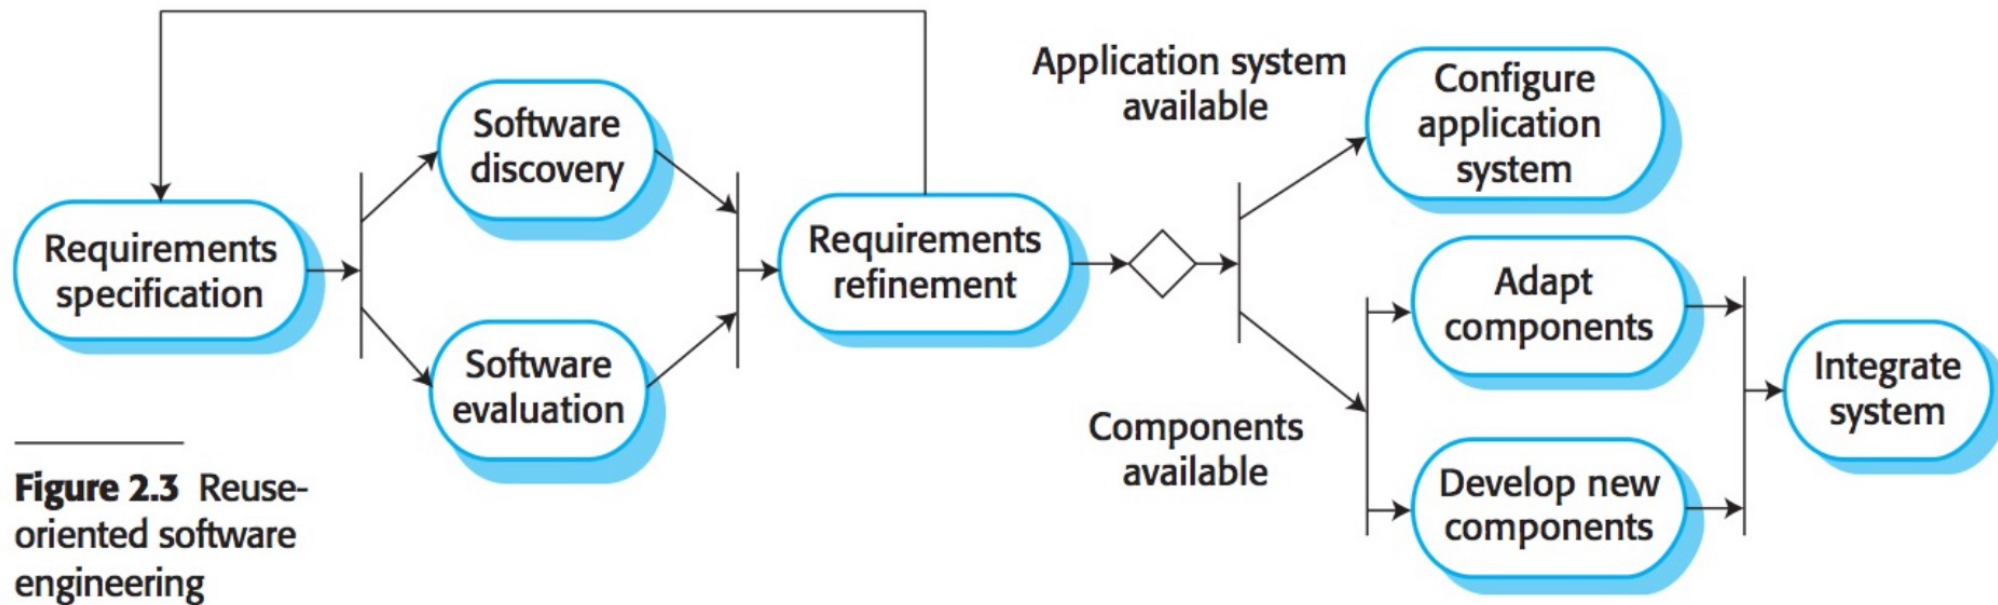 Requirements
specification
Software
discovery
Software
evaluation
Requirements
refinement
Application system
available
Components
available
Configure
application
system
Adapt
components
Develop new
components
Integrate
system
Figure 2.3 Reuse-
oriented software
engineering